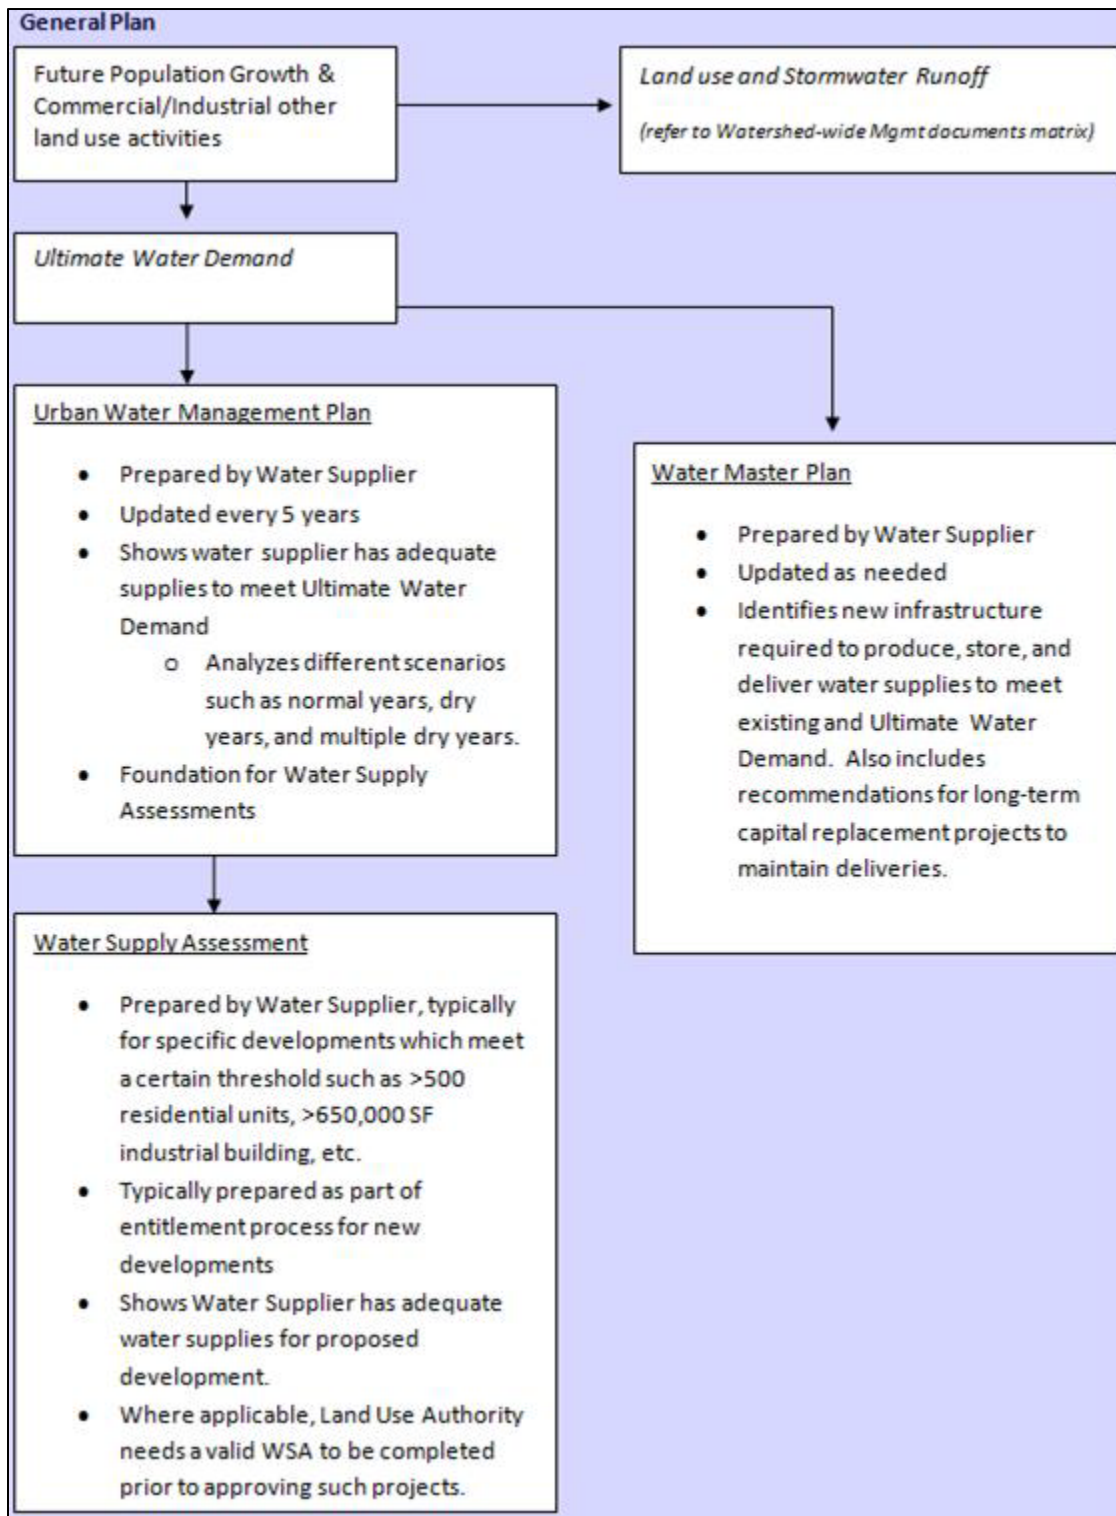 General Plan
Future Population Growth &
Commercial/Industrial other
land use activities
Land use and Stormwater Runoff
(refer to Watershed-wide Mgmt documents matrix)
Ultimate Water Demand
Urban Water Management Plan
● Prepared by Water Supplier
● Updated every 5 years
● Shows water supplier has adequate
supplies to meet Ultimate Water
Demand
o Analyzes different scenarios
such as normal years, dry
years, and multiple dry years.
● Foundation for Water Supply
Assessments
Water Master Plan
● Prepared by Water Supplier
● Updated as needed
● Identifies new infrastructure
required to produce, store, and
deliver water supplies to meet
existing and Ultimate Water
Demand. Also includes
recommendations for long-term
capital replacement projects to
maintain deliveries.
Water Supply Assessment
● Prepared by Water Supplier, typically
for specific developments which meet
a certain threshold such as >500
residential units, >650,000 SF
industrial building, etc.
● Typically prepared as part of
entitlement process for new
developments
● Shows Water Supplier has adequate
water supplies for proposed
development.
● Where applicable, Land Use Authority
needs a valid WSA to be completed
prior to approving such projects.